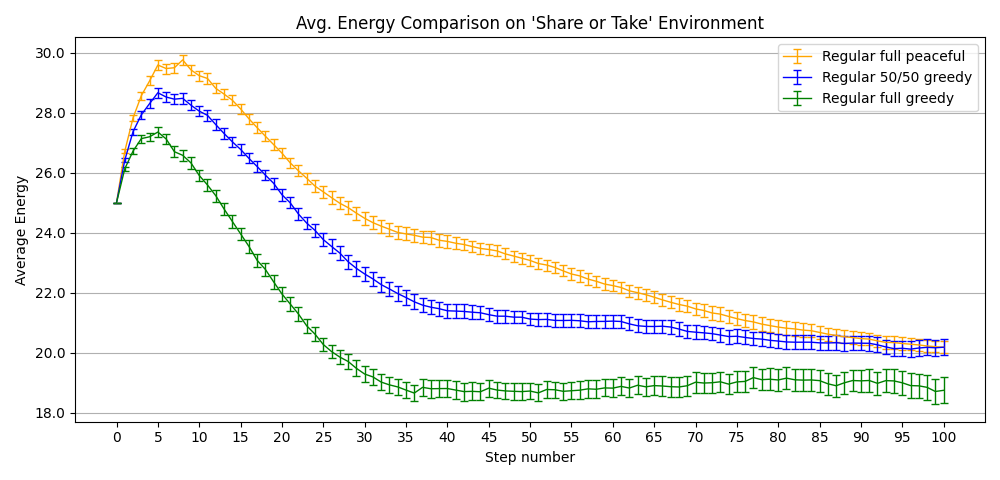 Avg. Energy Comparison on 'Share or Take' Environment
30.0
28.0
26.0
24.0
22.0
20.0
18.0
Average Energy
Regular full peaceful
Regular 50/50 greedy
Regular full greedy
0 5 10 15 20 25 30 35 40 45 50 55 60 65 70 75 80 85 90 95 100
Step number